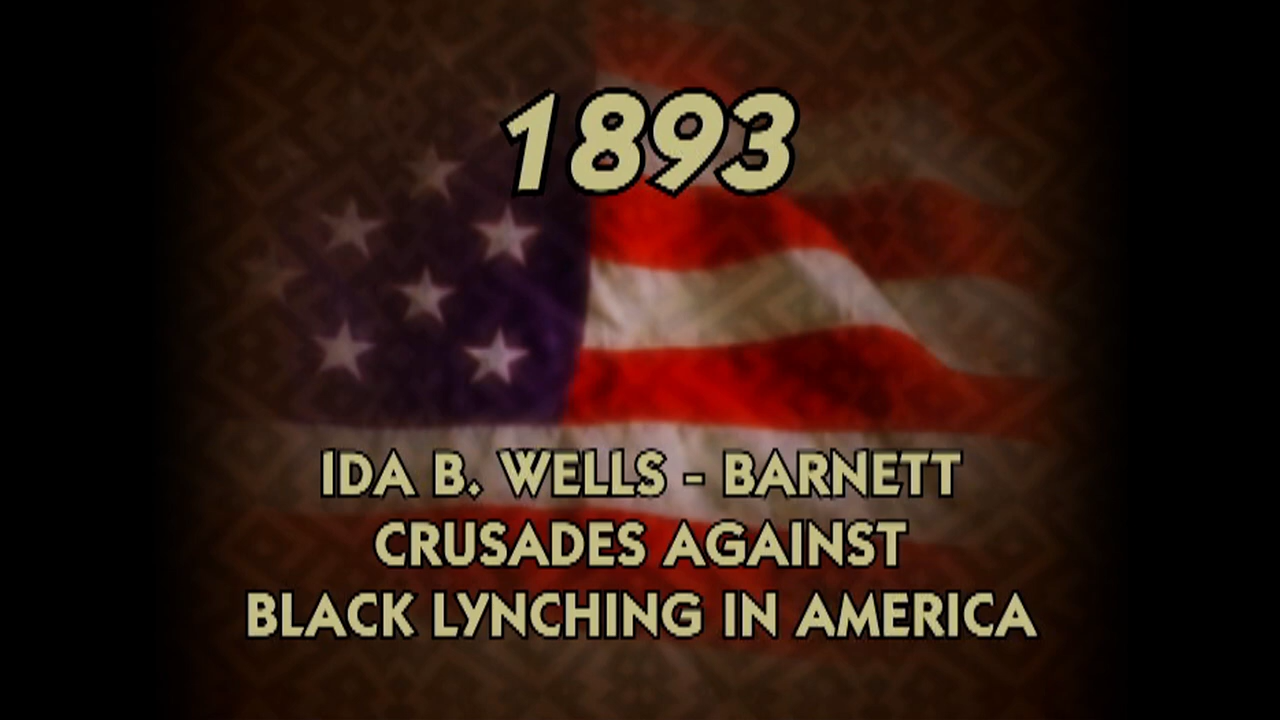 1893
IDA B. WELLS - BARNETT
CRUSADES AGAINST
BLACK LYNCHING IN AMERICA